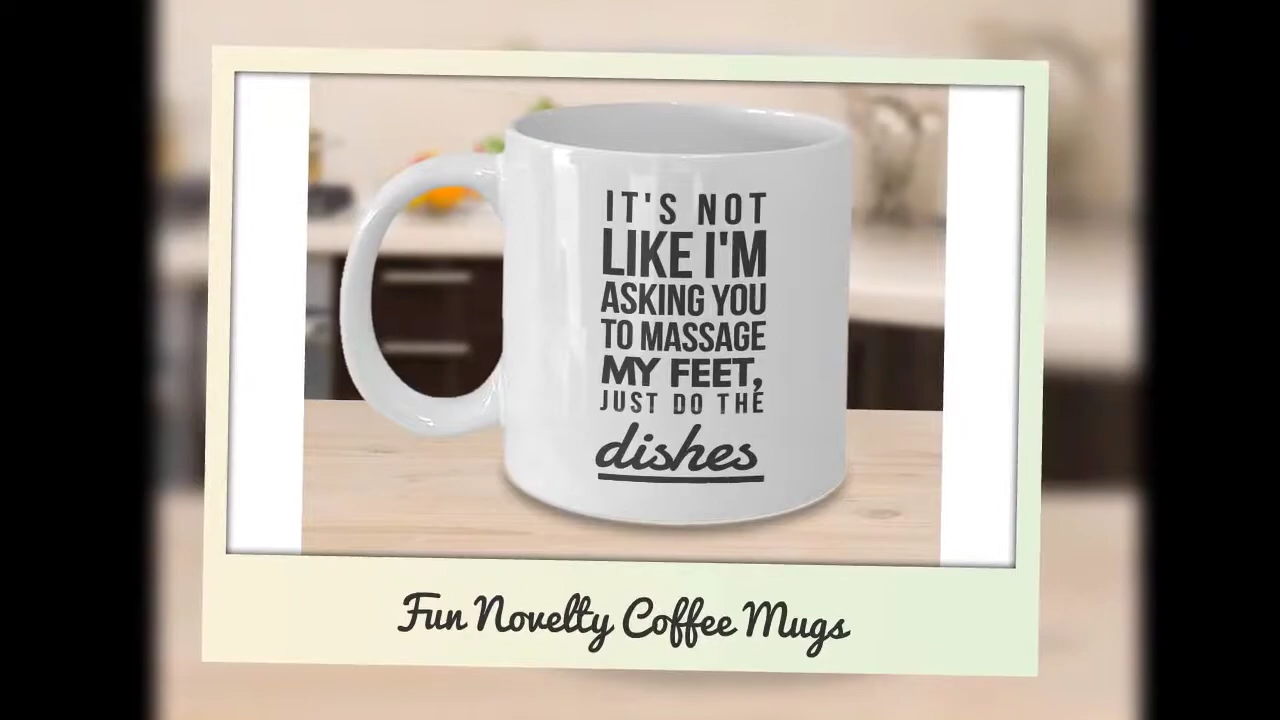 IT'S NOT
LIKE I'M
ASKING YOU
TO MASSAGE
MY FEET,
JUST DO THE
dishes
Fun Novelty Coffee Mugs